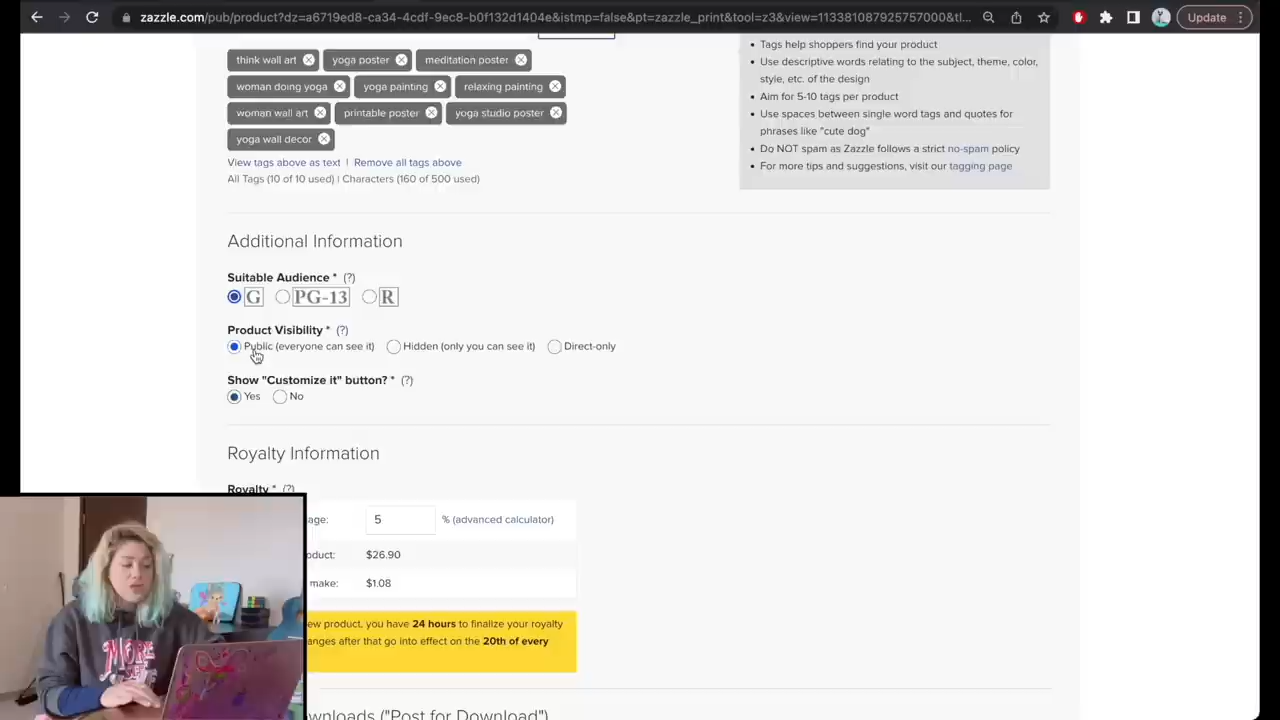 zazzle.com/pub/product?dz=a6719ed8-ca34-4cdf-9ec8-b0f132d1404e&istmp=false&pt=zazzle_print&tool=z3&view=113381087925757000&tl...
Update
think wall art
yoga poster
meditation poster
woman doing yoga
yoga painting
relaxing painting
woman wall art
printable poster
yoga studio poster
yoga wall decor
View tags above as text | Remove all tags above
All Tags (10 of 10 used) | Characters (160 of 500 used)
• Tags help shoppers find your product
• Use descriptive words relating to the subject, theme, color,
style, etc. of the design
• Aim for 5-10 tags per product
• Use spaces between single word tags and quotes for
phrases like "cute dog"
• Do NOT spam as Zazzle follows a strict no-spam policy
• For more tips and suggestions, visit our tagging page
Additional Information
Suitable Audience * (?)
G PG-13 R
Product Visibility * (?)
Public (everyone can see it) Hidden (only you can see it) Direct-only
Show "Customize it" button? * (?)
Yes No
Royalty Information
Royalty * (?)
age: 5 % (advanced calculator)
oduct: $26.90
make: $1.08
ew product, you have 24 hours to finalize your royalty
anges after that go into effect on the 20th of every
wnloads ("Post for Download")
MORE